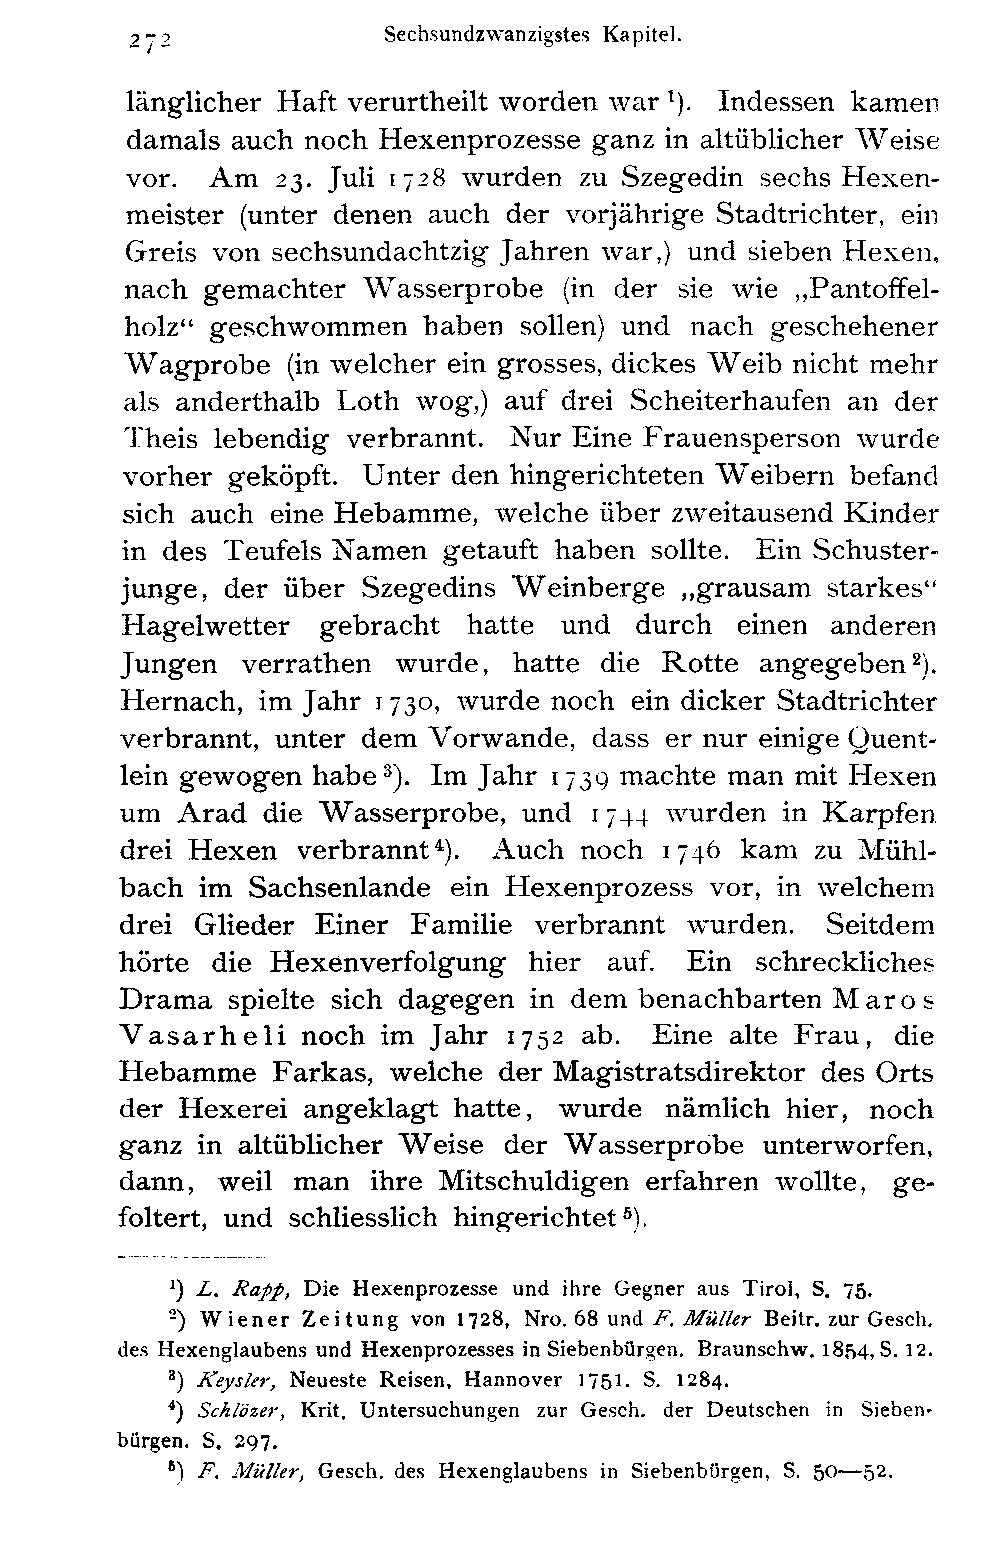 272 Sechsundzwanzigstes Kapitel.
länglicher Haft verurtheilt worden war ¹). Indessen kamen
damals auch noch Hexenprozesse ganz in altüblicher Weise
vor. Am 23. Juli 1728 wurden zu Szegedin sechs Hexen-
meister (unter denen auch der vorjährige Stadtrichter, ein
Greis von sechsundachtzig Jahren war,) und sieben Hexen,
nach gemachter Wasserprobe (in der sie wie „Pantoffel-
holz“ geschwommen haben sollen) und nach geschehener
Wagprobe (in welcher ein grosses, dickes Weib nicht mehr
als anderthalb Loth wog,) auf drei Scheiterhaufen an der
Theis lebendig verbrannt. Nur Eine Frauensperson wurde
vorher geköpft. Unter den hingerichteten Weibern befand
sich auch eine Hebamme, welche über zweitausend Kinder
in des Teufels Namen getauft haben sollte. Ein Schuster-
junge, der über Szegedins Weinberge „grausam starkes“
Hagelwetter gebracht hatte und durch einen anderen
Jungen verrathen wurde, hatte die Rotte angegeben ²).
Hernach, im Jahr 1730, wurde noch ein dicker Stadtrichter
verbrannt, unter dem Vorwande, dass er nur einige Quent-
lein gewogen habe ³). Im Jahr 1739 machte man mit Hexen
um Arad die Wasserprobe, und 1744 wurden in Karpfen
drei Hexen verbrannt ⁴). Auch noch 1746 kam zu Mühl-
bach im Sachsenlande ein Hexenprozess vor, in welchem
drei Glieder Einer Familie verbrannt wurden. Seitdem
hörte die Hexenverfolgung hier auf. Ein schreckliches
Drama spielte sich dagegen in dem benachbarten Maros
Vasarheli noch im Jahr 1752 ab. Eine alte Frau, die
Hebamme Farkas, welche der Magistratsdirektor des Orts
der Hexerei angeklagt hatte, wurde nämlich hier, noch
ganz in altüblicher Weise der Wasserprobe unterworfen,
dann, weil man ihre Mitschuldigen erfahren wollte, ge-
foltert, und schliesslich hingerichtet ⁵).
¹) L. Rapp, Die Hexenprozesse und ihre Gegner aus Tirol, S. 75.
²) Wiener Zeitung von 1728, Nro. 68 und F. Müller Beitr. zur Gesch.
des Hexenglaubens und Hexenprozesses in Siebenbürgen. Braunschw. 1854, S. 12.
³) Keysler, Neueste Reisen, Hannover 1751. S. 1284.
⁴) Schlözer, Krit. Untersuchungen zur Gesch. der Deutschen in Sieben-
bürgen. S. 297.
⁵) F. Müller, Gesch. des Hexenglaubens in Siebenbürgen, S. 50—52.